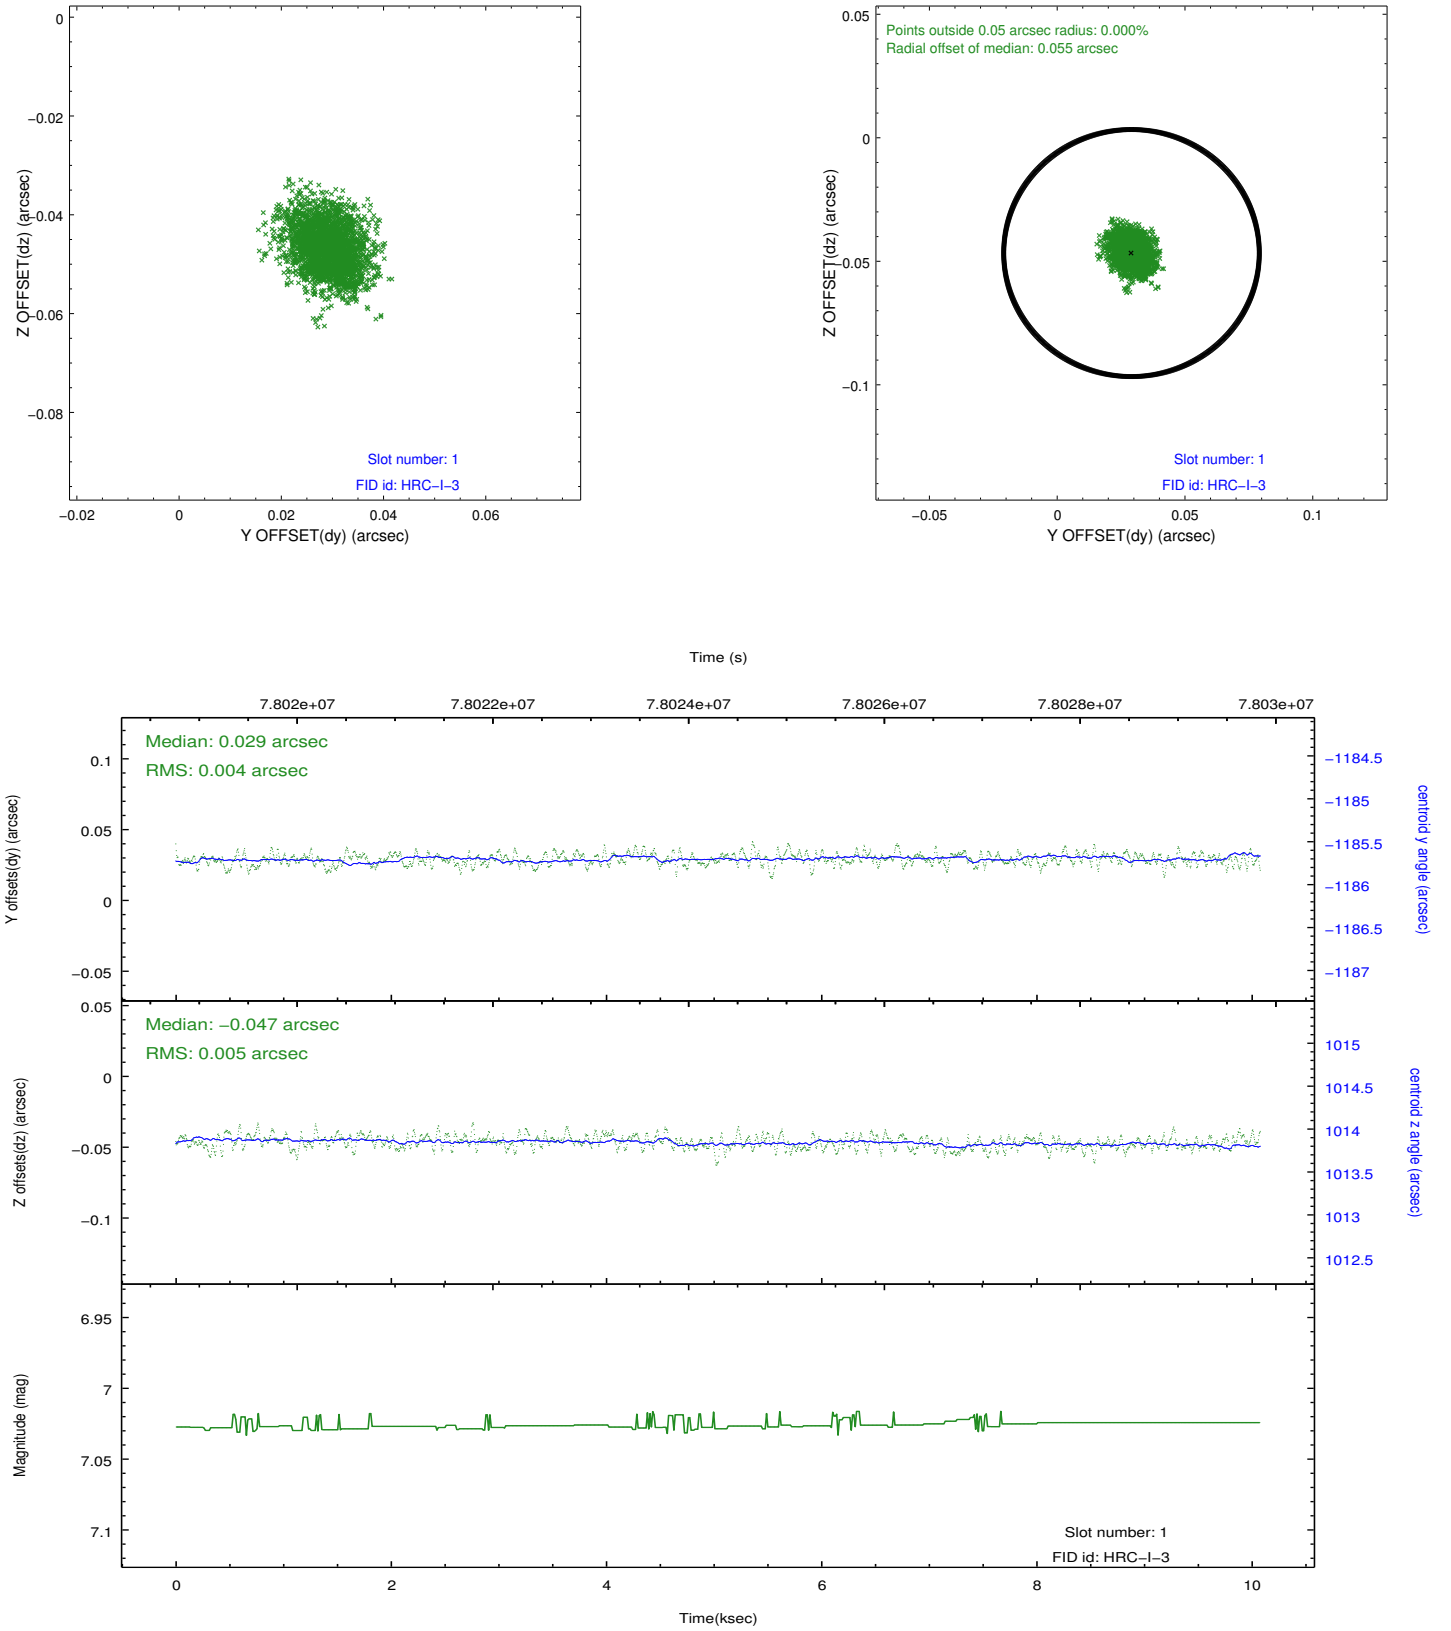 0
−0.02
−0.04
−0.06
−0.08
Z OFFSET(dz) (arcsec)
Slot number: 1
FID id: HRC−I−3
−0.02
0
0.02
0.04
0.06
Y OFFSET(dy) (arcsec)
0.05
0
−0.05
−0.1
Z OFFSET(dz) (arcsec)
Points outside 0.05 arcsec radius: 0.000%
Radial offset of median: 0.055 arcsec
Slot number: 1
FID id: HRC−I−3
−0.05
0
0.05
0.1
Y OFFSET(dy) (arcsec)
Time (s)
7.802e+07
7.8022e+07
7.8024e+07
7.8026e+07
7.8028e+07
7.803e+07
Median: 0.029 arcsec
RMS: 0.004 arcsec
0.1
0.05
0
−0.05
Y offsets(dy) (arcsec)
−1184.5
−1185
−1185.5
−1186
−1186.5
−1187
centroid y angle (arcsec)
Median: −0.047 arcsec
RMS: 0.005 arcsec
0.05
0
−0.05
−0.1
Z offsets(dz) (arcsec)
1015
1014.5
1014
1013.5
1013
1012.5
centroid z angle (arcsec)
6.95
7
7.05
7.1
Magnitude (mag)
Slot number: 1
FID id: HRC−I−3
0
2
4
6
8
10
Time(ksec)